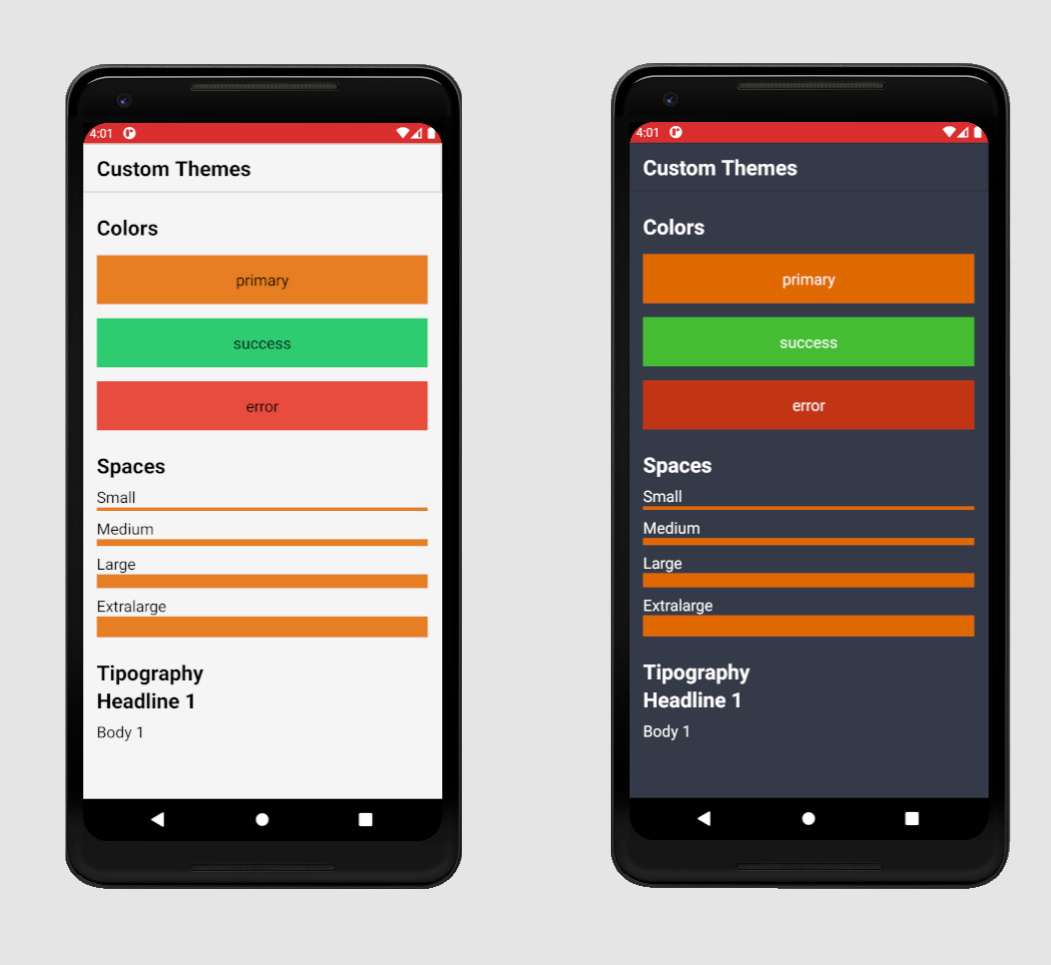 4:01
Custom Themes
Colors
primary
success
error
Spaces
Small
Medium
Large
Extralarge
Tipography
Headline 1
Body 1
4:01
Custom Themes
Colors
primary
success
error
Spaces
Small
Medium
Large
Extralarge
Tipography
Headline 1
Body 1